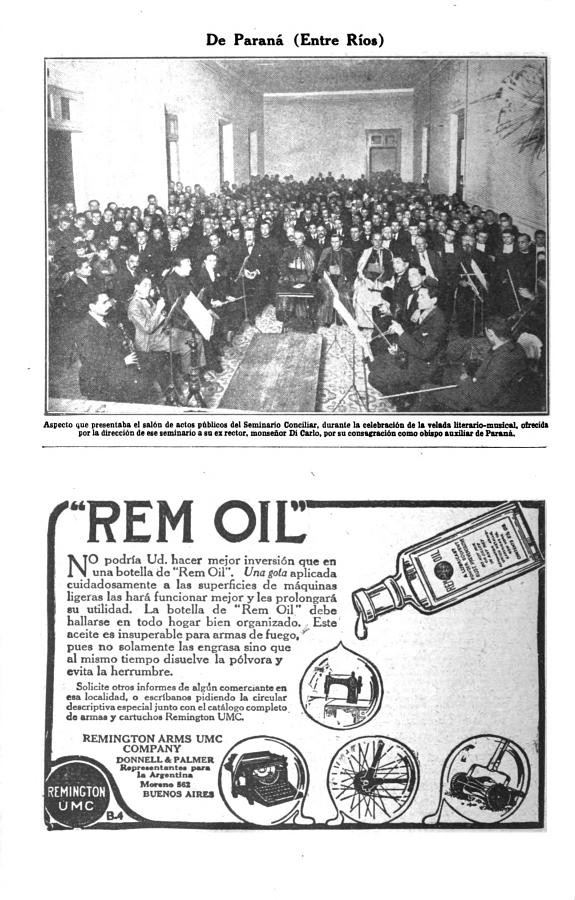 De Paraná (Entre Ríos)
Aspecto que presentaba el salón de actos públicos del Seminario Conciliar, durante la celebración de la velada literario-musical, ofrecida
por la dirección de ese seminario a su ex rector, monseñor Di Carlo, por su consagración como obispo auxiliar de Paraná.
"REM OIL"
NO podría Ud. hacer mejor inversión que en
una botella de "Rem Oil". Una gota aplicada
cuidadosamente a las superficies de máquinas
ligeras las hará funcionar mejor y les prolongará
su utilidad. La botella de "Rem Oil" debe
hallarse en todo hogar bien organizado. Este
aceite es insuperable para armas de fuego,
pues no solamente las engrasa sino que
al mismo tiempo disuelve la pólvora y
evita la herrumbre.
Solicite otros informes de algún comerciante en
esa localidad, o escríbanos pidiendo la circular
descriptiva especial junto con el catálogo completo
de armas y cartuchos Remington UMC.
REMINGTON ARMS UMC
COMPANY
DONNELL & PALMER
Representantes para
la Argentina
Moreno 562
BUENOS AIRES
REMINGTON
UMC
B-4
REM
OIL